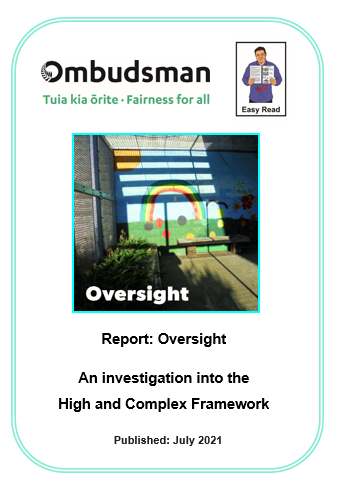 Ombudsman
Tuia kia ōrite · Fairness for all
Easy Read
Oversight
Report: Oversight
An investigation into the
High and Complex Framework
Published: July 2021